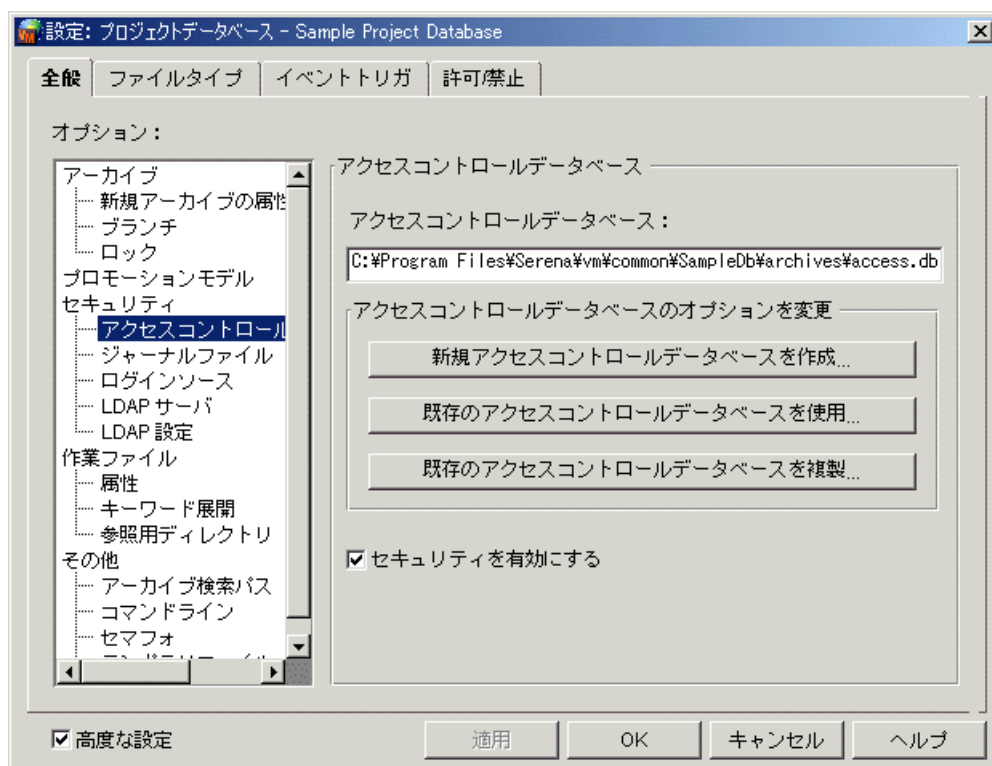 設定: プロジェクトデータベース - Sample Project Database
全般
ファイルタイプ
イベントトリガ
許可/禁止
オプション：
アーカイブ
新規アーカイブの属性
ブランチ
ロック
プロモーションモデル
セキュリティ
アクセスコントロール
ジャーナルファイル
ログインソース
LDAP サーバ
LDAP 設定
作業ファイル
属性
キーワード展開
参照用ディレクトリ
その他
アーカイブ検索パス
コマンドライン
セマフォ
アクセスコントロールデータベース
アクセスコントロールデータベース：
C:¥Program Files¥Serena¥vm¥common¥SampleDb¥archives¥access.db
アクセスコントロールデータベースのオプションを変更
新規アクセスコントロールデータベースを作成...
既存のアクセスコントロールデータベースを使用...
既存のアクセスコントロールデータベースを複製...
セキュリティを有効にする
高度な設定
適用
OK
キャンセル
ヘルプ